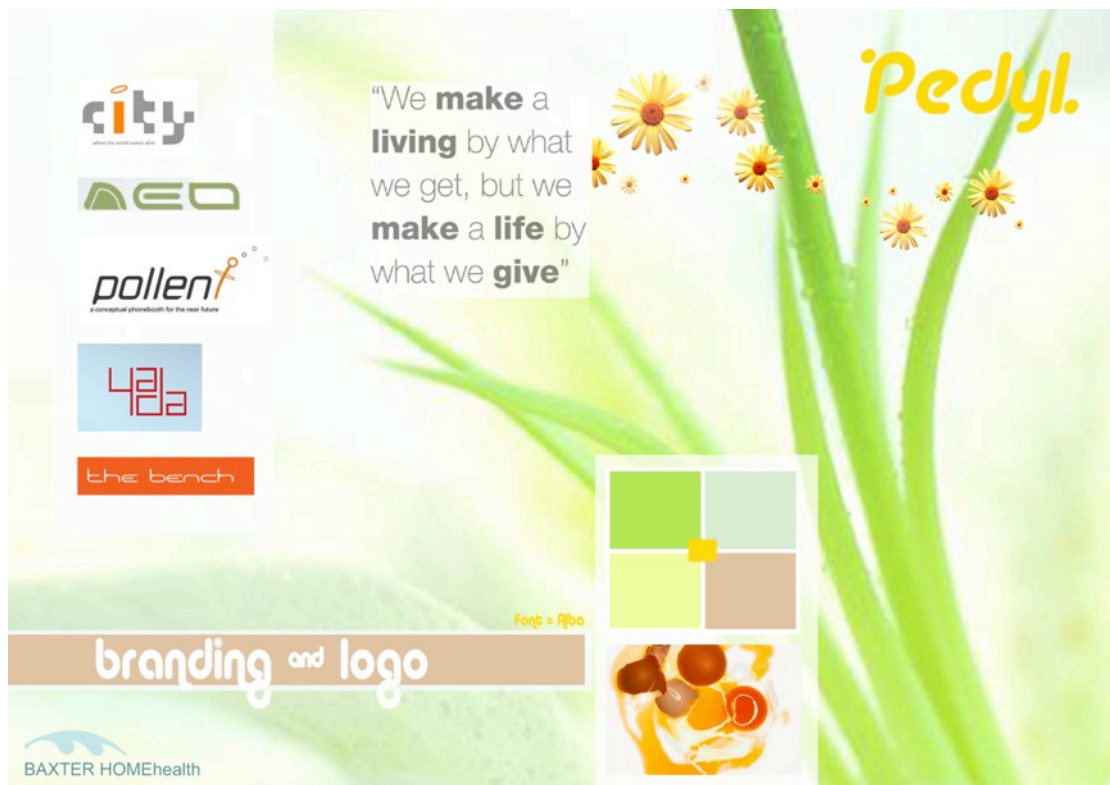 city
where the world comes alive
AEO
pollen
a conceptual phonebooth for the near future
yada
the bench
“We make a
living by what
we get, but we
make a life by
what we give”
Pedyl.
Font = Alba
branding and logo
BAXTER HOMEhealth